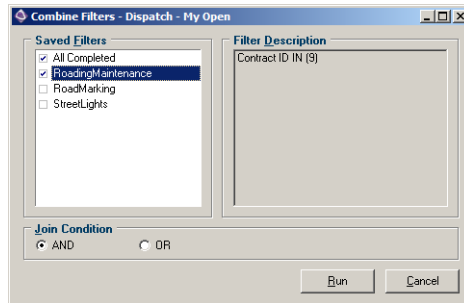 Combine Filters - Dispatch - My Open
Saved Filters
All Completed
RoadingMaintenance
RoadMarking
StreetLights
Filter Description
Contract ID IN (9)
Join Condition
AND
OR
Run
Cancel